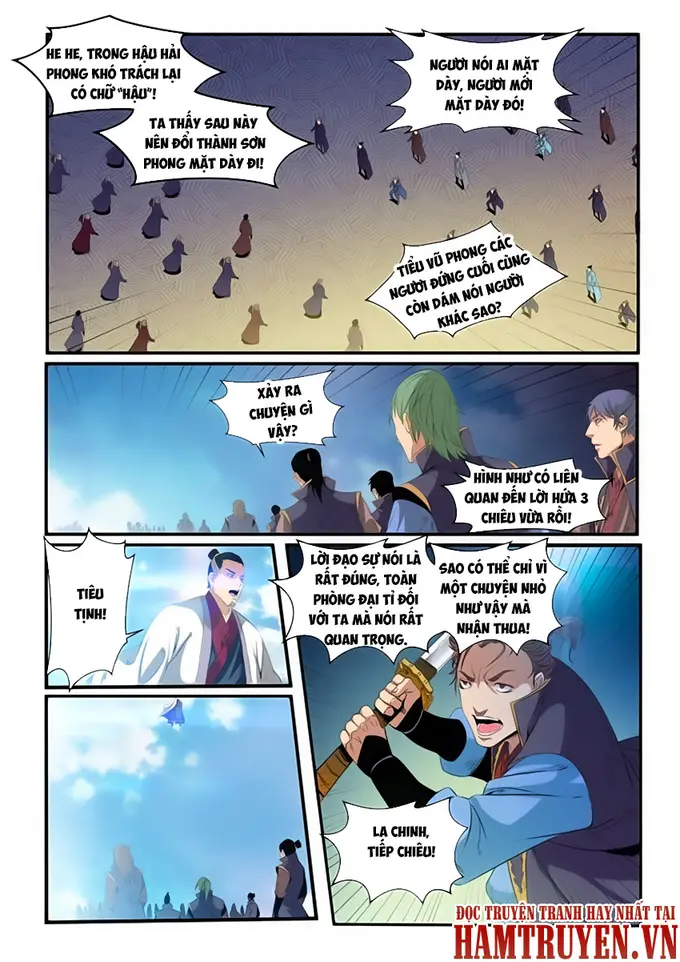 HE HE, TRONG HẬU HẢI
PHONG KHÓ TRÁCH LẠI
CÓ CHỮ "HẬU"!
TA THẤY SAU NÀY
NÊN ĐỔI THÀNH SƠN
PHONG MẶT DÀY ĐI!
NGƯỜI NÓI AI MẶT
DÀY, NGƯỜI MỚI
MẶT DÀY ĐÓ!
TIỂU VŨ PHONG CÁC
NGƯƠI ĐỨNG CUỐI CÙNG
CÒN DÁM NÓI NGƯỜI
KHÁC SAO?
XẢY RA
CHUYỆN GÌ
VẬY?
HÌNH NHƯ CÓ LIÊN
QUAN ĐẾN LỜI HỨA 3
CHIÊU VỪA RỒI!
TIÊU
TỊNH!
LỜI ĐẠO SỰ NÓI LÀ
RẤT ĐÚNG, TOÀN
PHÒNG ĐẠI TỈ ĐỐI
VỚI TA MÀ NÓI RẤT
QUAN TRỌNG.
SAO CÓ THỂ CHỈ VÌ
MỘT CHUYỆN NHỎ
NHƯ VẬY MÀ
NHẬN THUA!
LA CHINH,
TIẾP CHIÊU!
ĐỌC TRUYỆN TRANH HAY NHẤT TẠI
HAMTRUYEN.VN